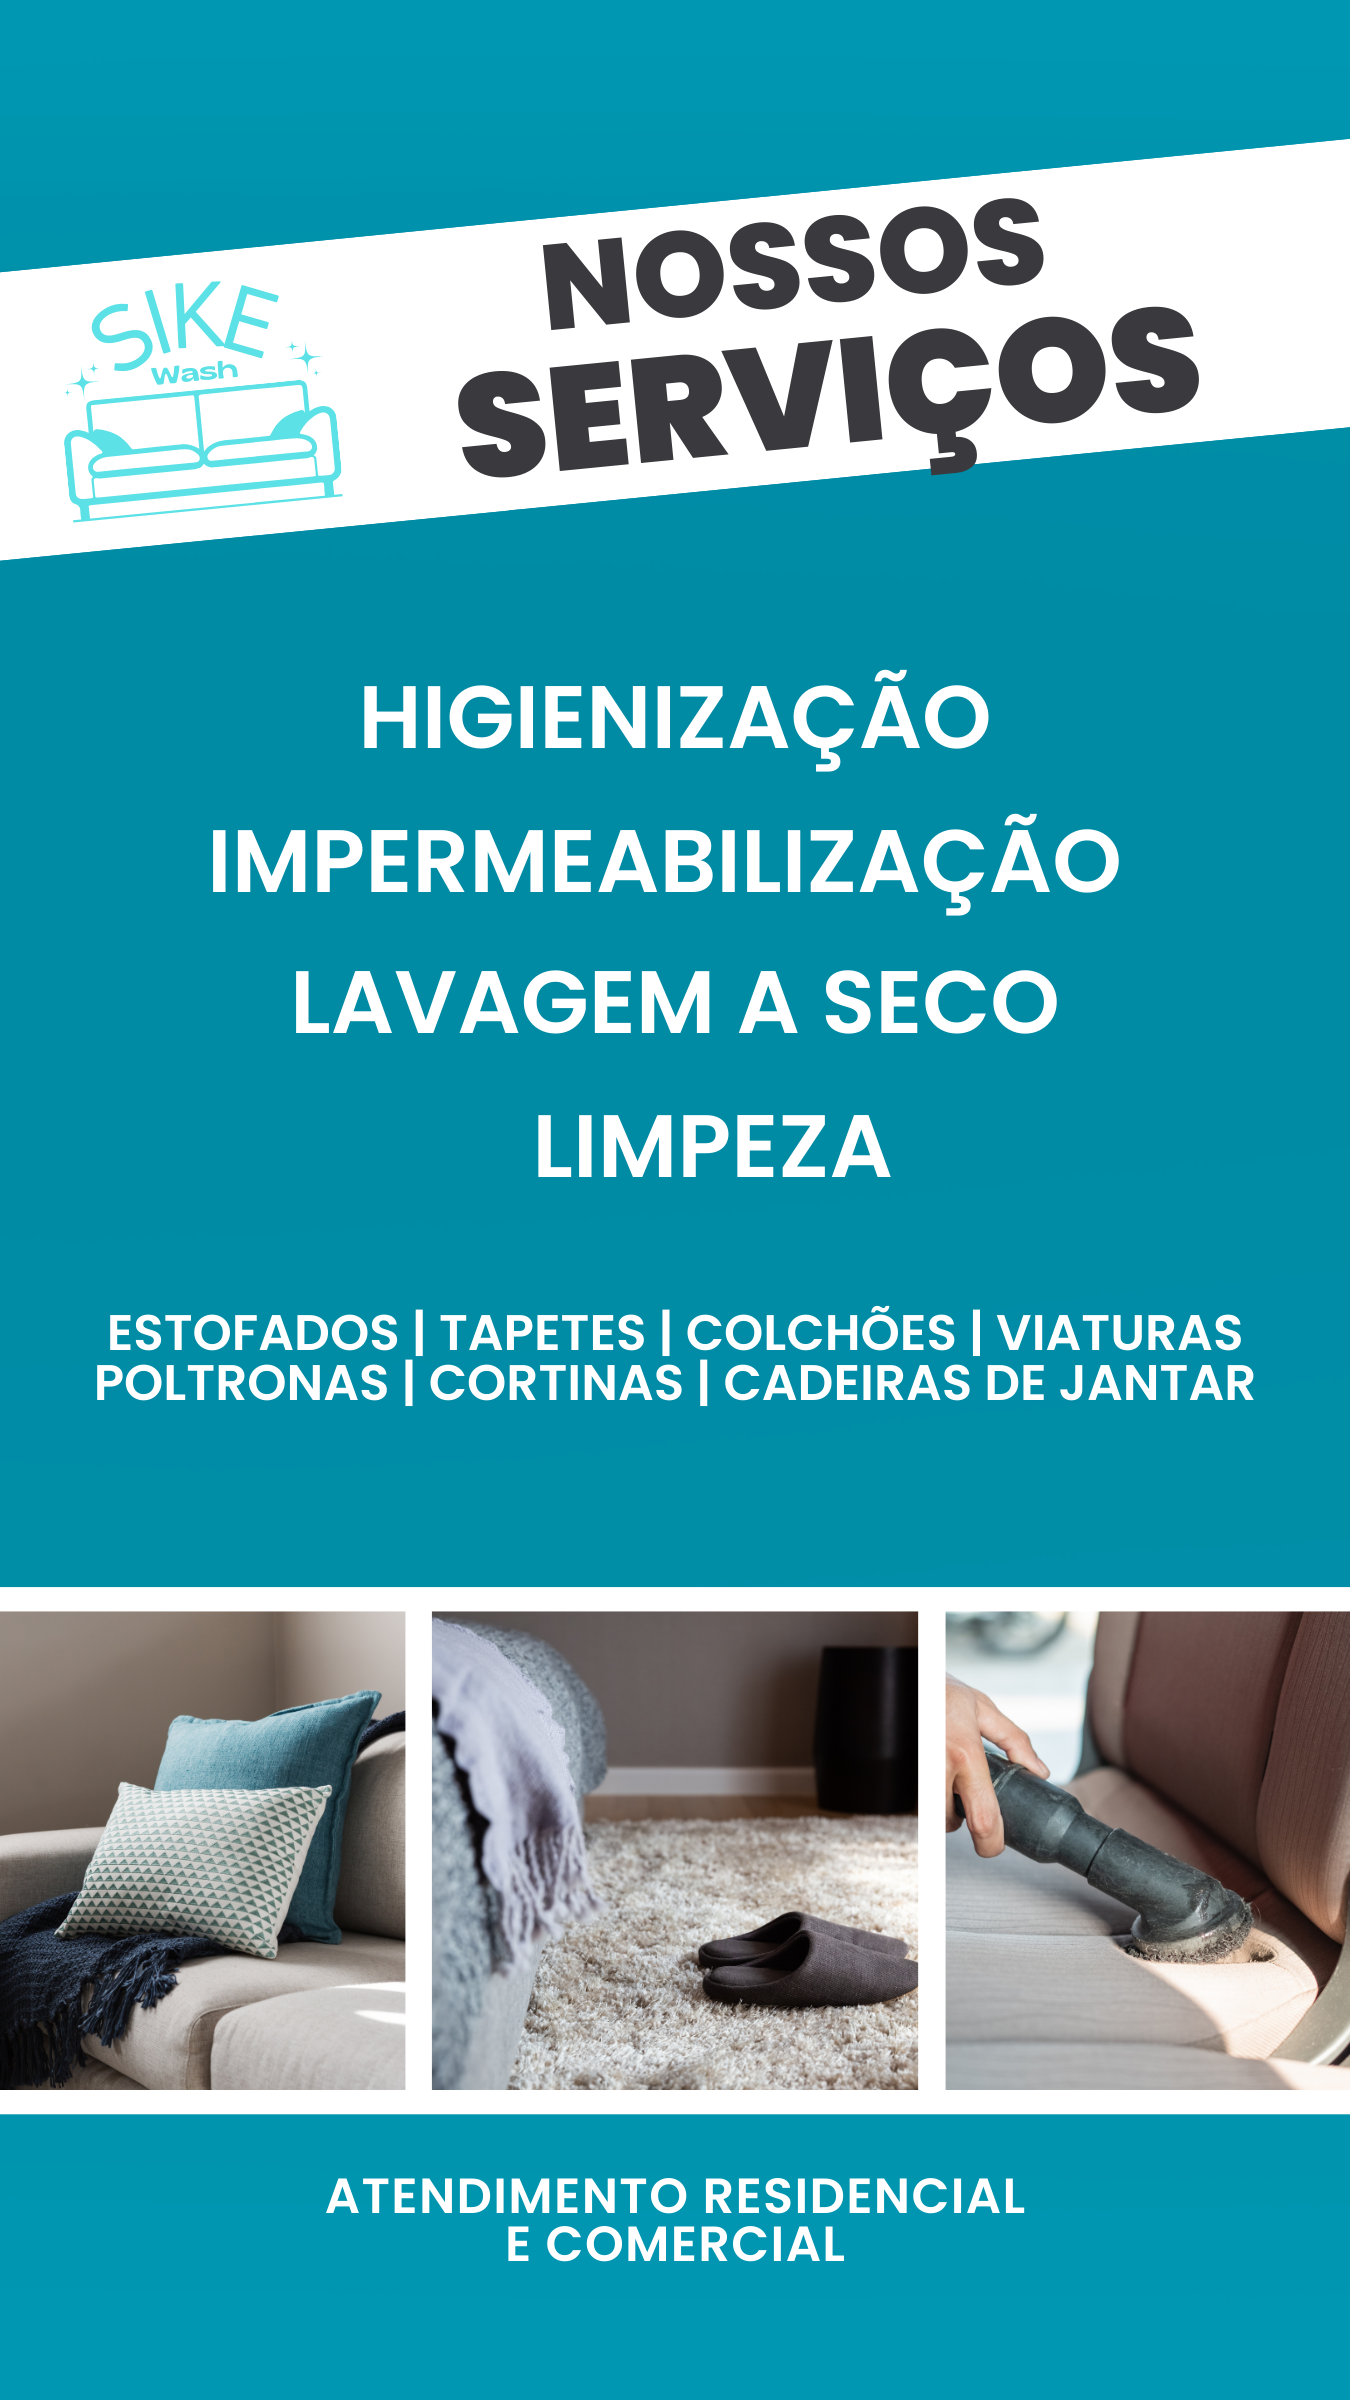 NOSSOS
SERVIÇOS
SIKE
Wash
HIGIENIZAÇÃO
IMPERMEABILIZAÇÃO
LAVAGEM A SECO
LIMPEZA
ESTOFADOS | TAPETES | COLCHÕES | VIATURAS
POLTRONAS | CORTINAS | CADEIRAS DE JANTAR
ATENDIMENTO RESIDENCIAL
E COMERCIAL